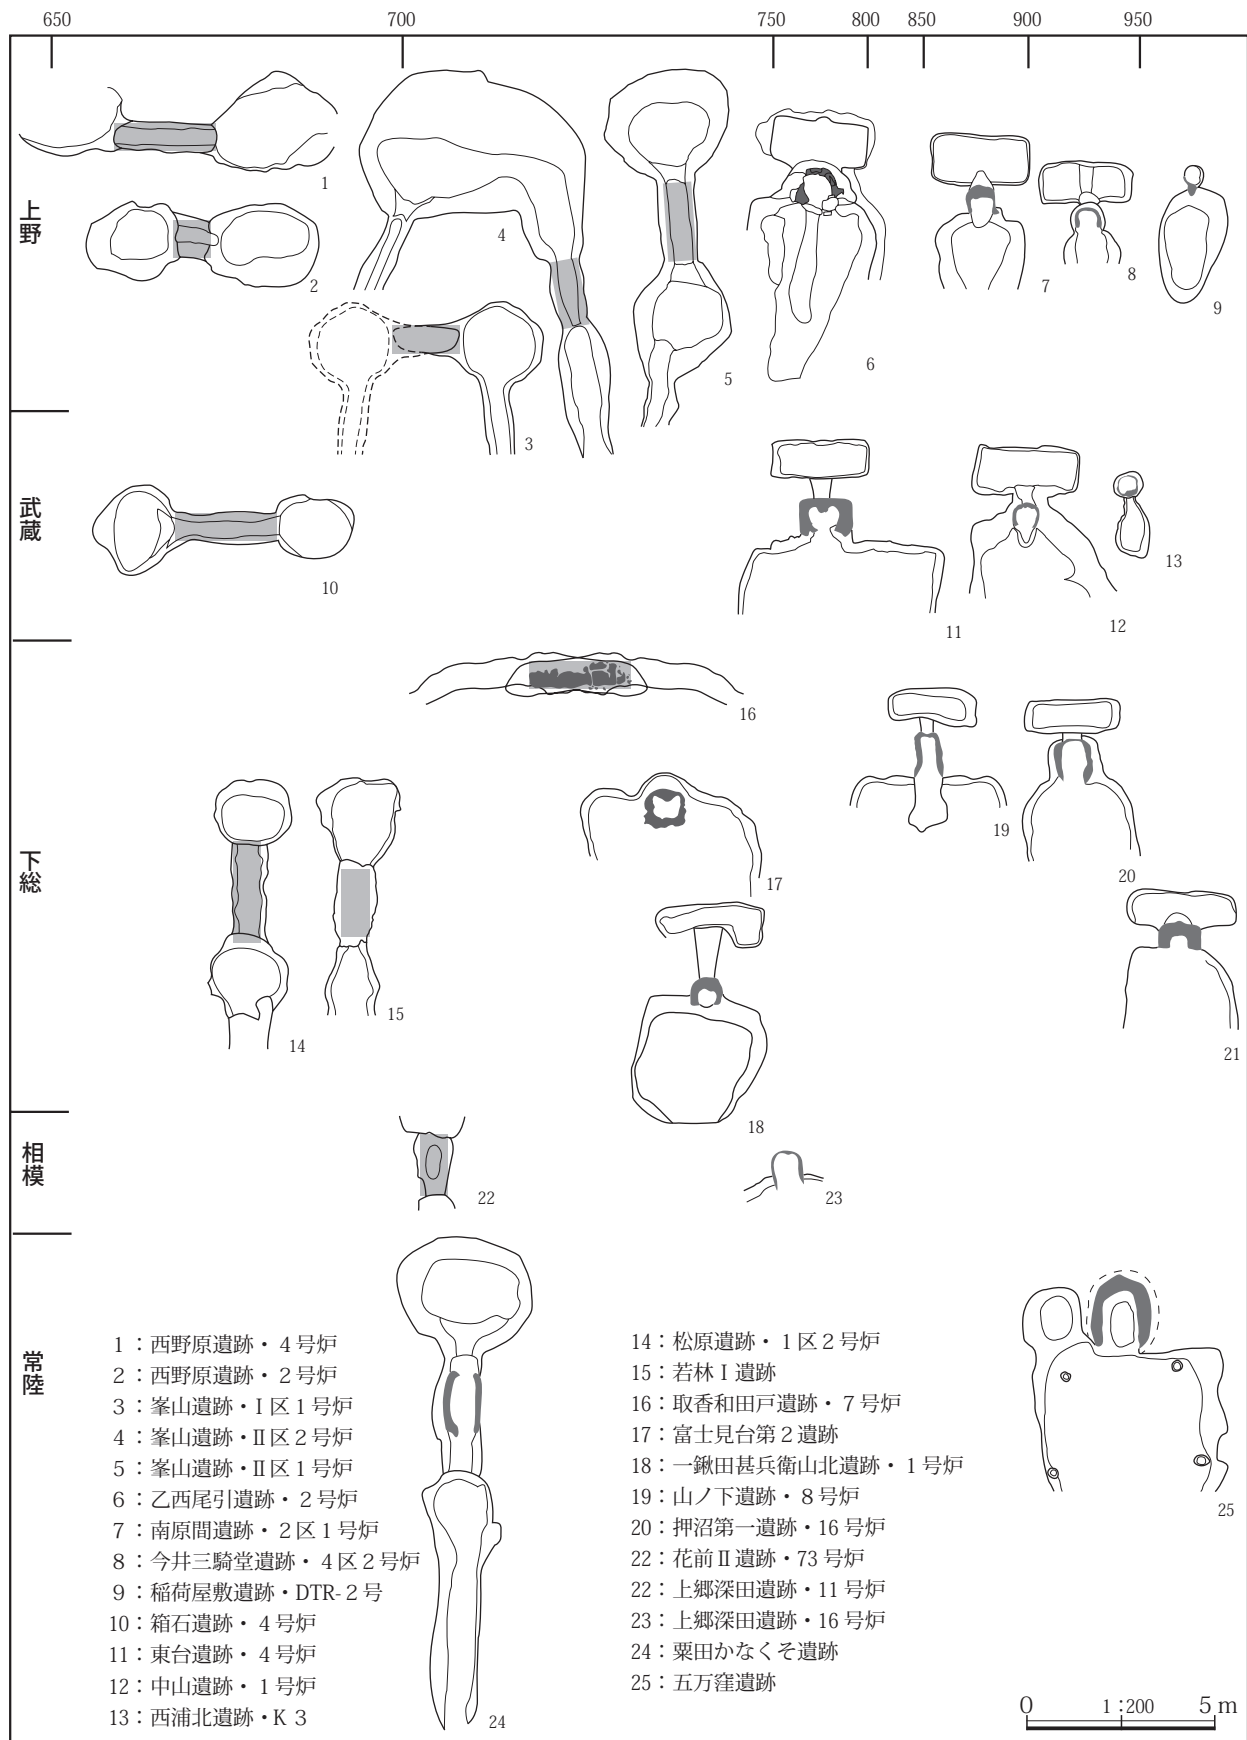 650 700 750 800 850 900 950
上野
1
2
3
4
5
6
7
8
9
武蔵
10
11
12
13
下総
16
19
20
17
14
15
18
21
相模
22
23
常陸
24
25
1：西野原遺跡・4号炉
2：西野原遺跡・2号炉
3：峯山遺跡・Ⅰ区1号炉
4：峯山遺跡・Ⅱ区2号炉
5：峯山遺跡・Ⅱ区1号炉
6：乙西尾引遺跡・2号炉
7：南原間遺跡・2区1号炉
8：今井三騎堂遺跡・4区2号炉
9：稲荷屋敷遺跡・DTR-2号
10：箱石遺跡・4号炉
11：東台遺跡・4号炉
12：中山遺跡・1号炉
13：西浦北遺跡・K 3
14：松原遺跡・1区2号炉
15：若林Ⅰ遺跡
16：取香和田戸遺跡・7号炉
17：富士見台第2遺跡
18：一鍬田甚兵衛山北遺跡・1号炉
19：山ノ下遺跡・8号炉
20：押沼第一遺跡・16号炉
22：花前Ⅱ遺跡・73号炉
22：上郷深田遺跡・11号炉
23：上郷深田遺跡・16号炉
24：粟田かなくそ遺跡
25：五万窪遺跡
0 1:200 5 m